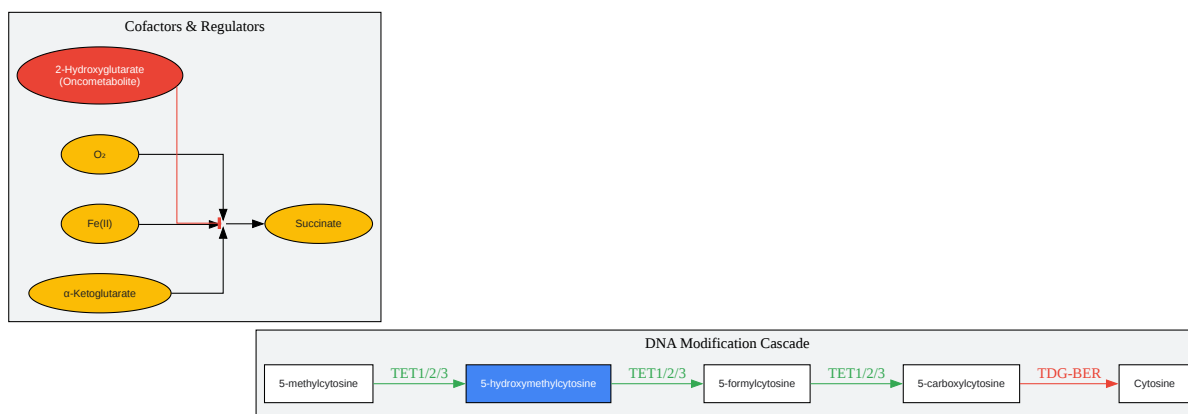 Cofactors & Regulators
2-Hydroxyglutarate
(Oncometabolite)
O₂
Fe(II)
Succinate
α-Ketoglutarate
DNA Modification Cascade
5-methylcytosine
TET1/2/3
5-hydroxymethylcytosine
TET1/2/3
5-formylcytosine
TET1/2/3
5-carboxylcytosine
TDG-BER
Cytosine